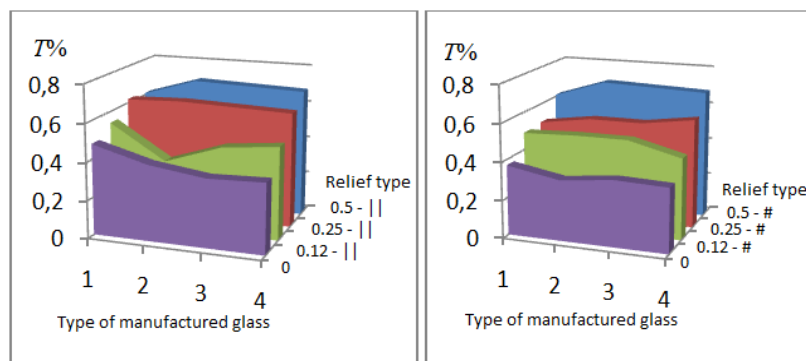 T%
0,8
0,6
0,4
0,2
0
1
2
3
4
Relief type
0.5 - ||
0.25 - ||
0.12 - ||
0
Type of manufactured glass
T%
0,8
0,6
0,4
0,2
0
1
2
3
4
Relief type
0.5 - #
0.25 - #
0.12 - #
0
Type of manufactured glass